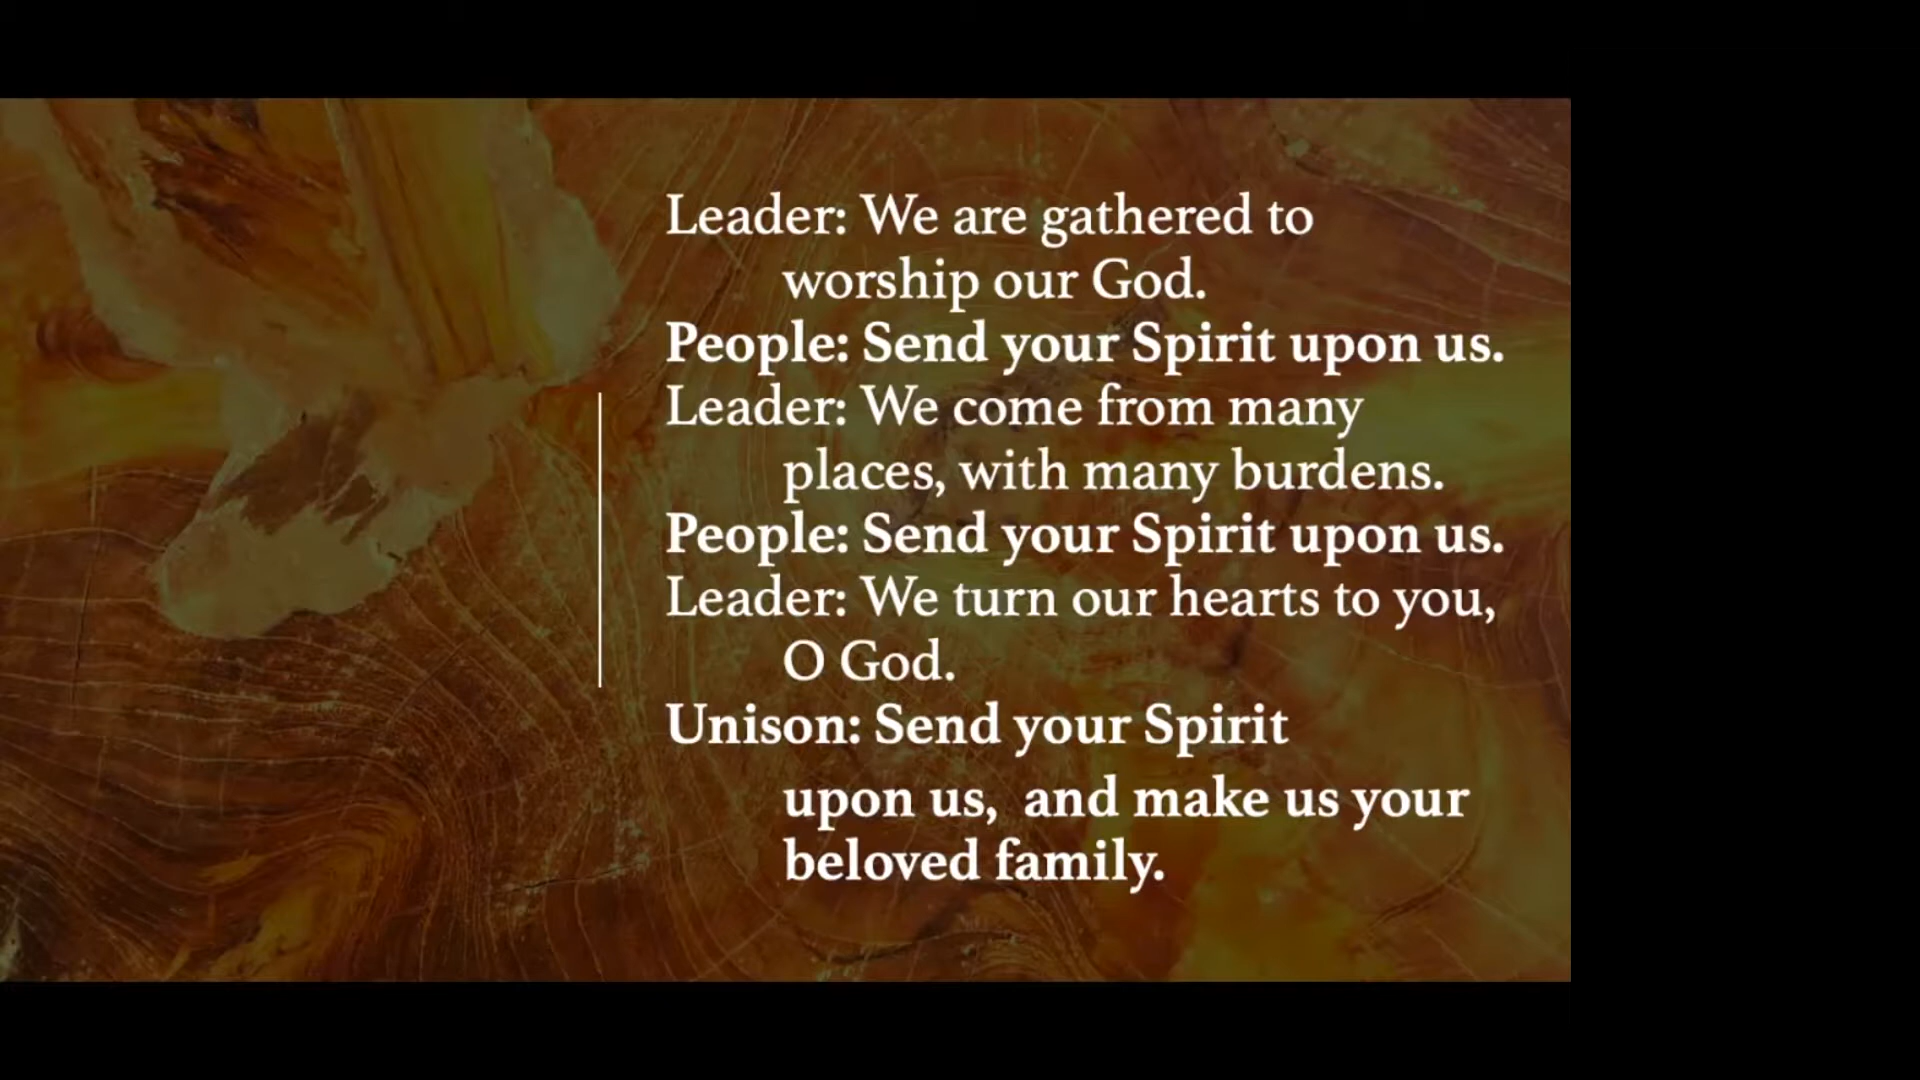 Leader: We are gathered to
worship our God.
People: Send your Spirit upon us.
Leader: We come from many
places, with many burdens.
People: Send your Spirit upon us.
Leader: We turn our hearts to you,
O God.
Unison: Send your Spirit
upon us,  and make us your
beloved family.